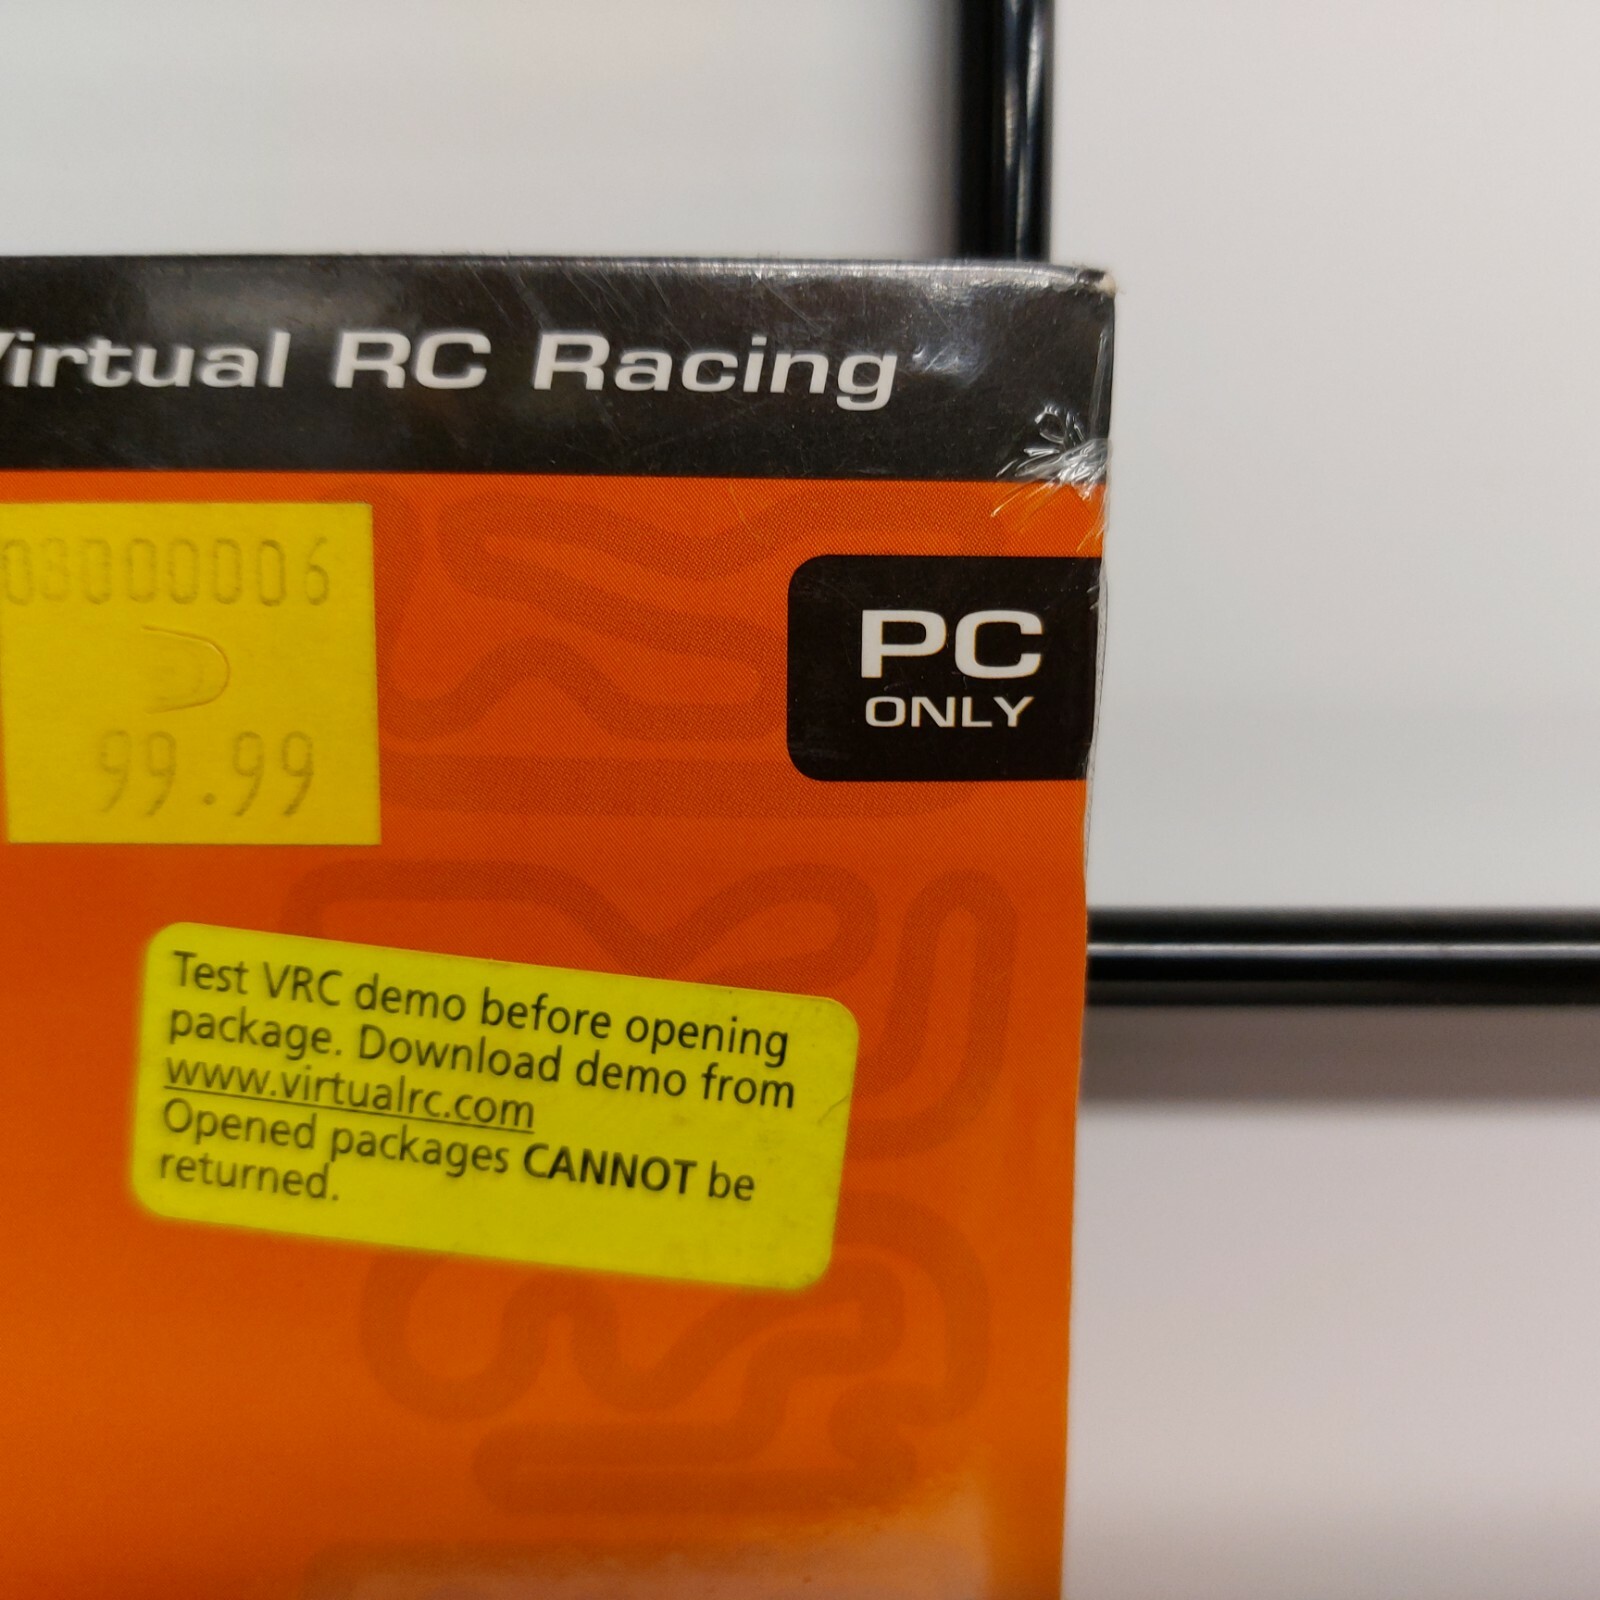 Virtual RC Racing
08000006
99.99
PC
ONLY
Test VRC demo before opening
package. Download demo from
www.virtualrc.com
Opened packages CANNOT be
returned.